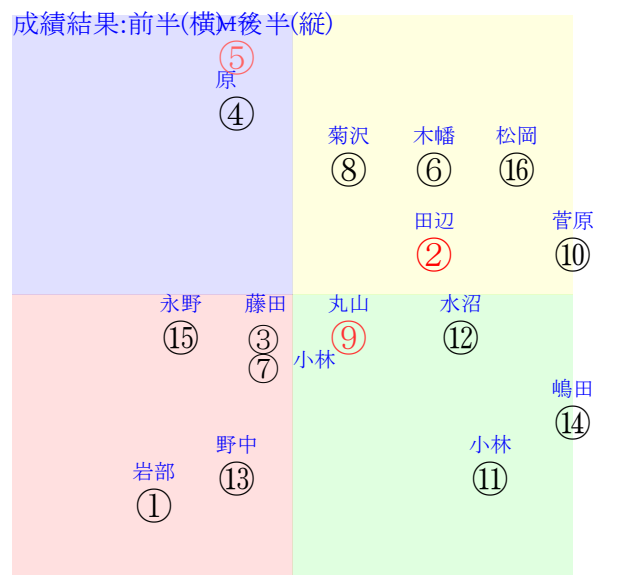 成績結果:前半(横)-後半(縦)
⑤
原
④
菊沢 木幡 松岡
⑧ ⑥ ⑯
田辺 菅原
② ⑩
永野 藤田 丸山 水沼
⑮ ③ ⑨ ⑫
⑦ 小林
嶋田
⑭
野中 小林
⑬ ⑪
岩部
①